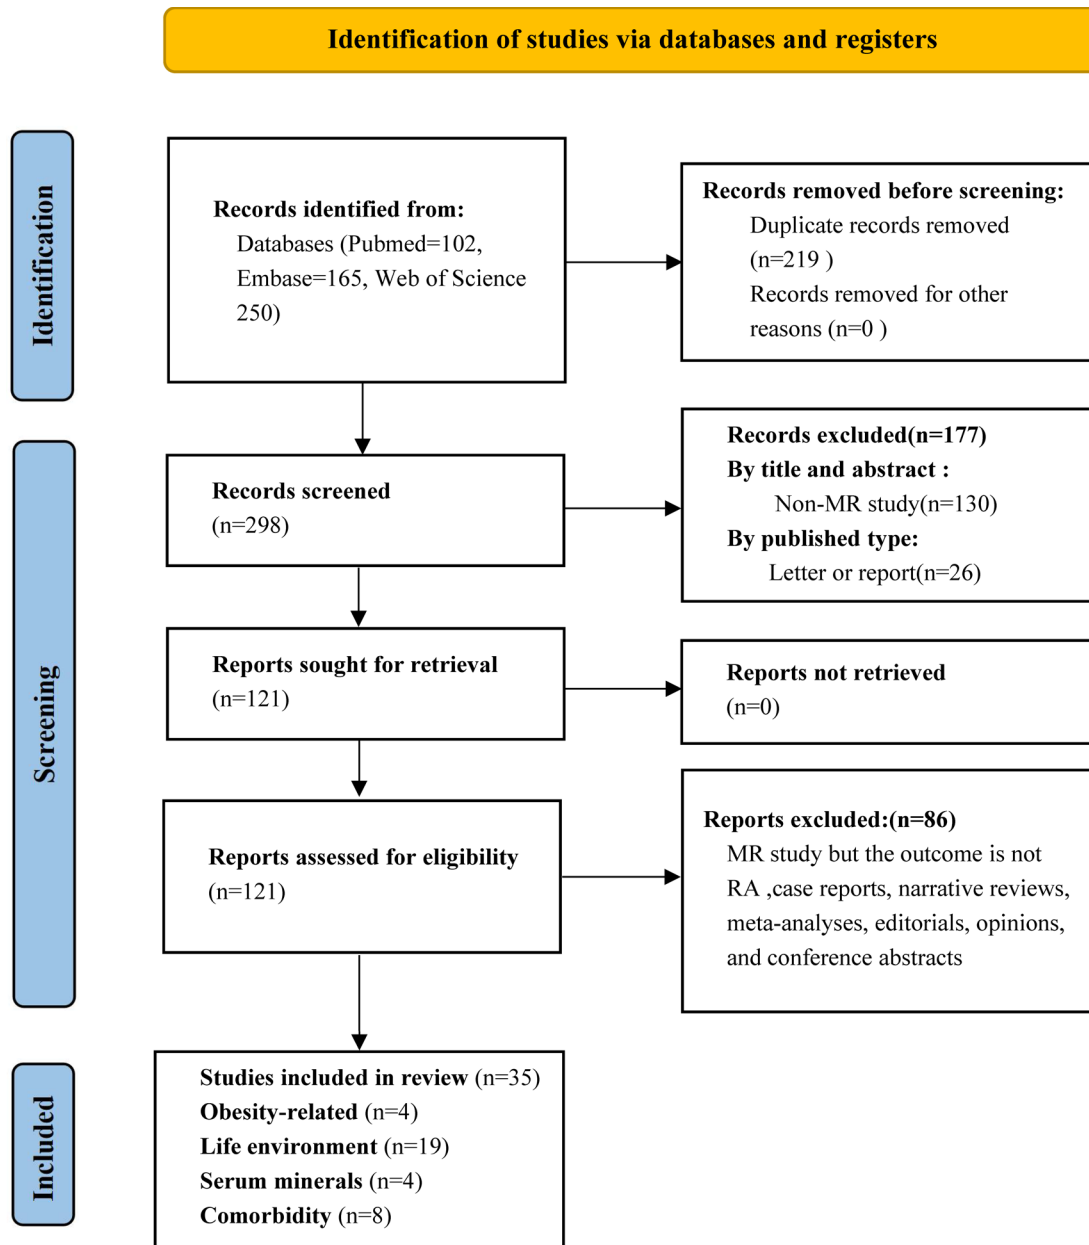 Identification of studies via databases and registers
Identification
Records identified from:
Databases (Pubmed=102,
Embase=165, Web of Science
250)
Records removed before screening:
Duplicate records removed
(n=219 )
Records removed for other
reasons (n=0 )
Screening
Records screened
(n=298)
Records excluded(n=177)
By title and abstract :
Non-MR study(n=130)
By published type:
Letter or report(n=26)
Reports sought for retrieval
(n=121)
Reports not retrieved
(n=0)
Reports assessed for eligibility
(n=121)
Reports excluded:(n=86)
MR study but the outcome is not
RA ,case reports, narrative reviews,
meta-analyses, editorials, opinions,
and conference abstracts
Included
Studies included in review (n=35)
Obesity-related (n=4)
Life environment (n=19)
Serum minerals (n=4)
Comorbidity (n=8)